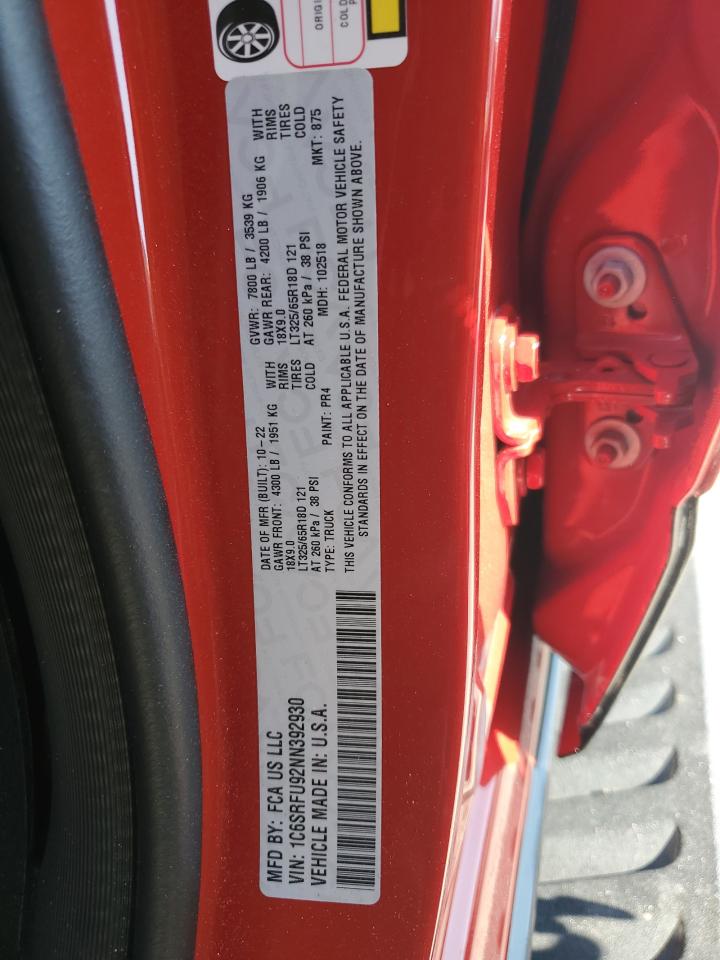 ORIGI
COLD
P
MFD BY: FCA US LLC
VIN: 1C6SRFU92NN392930
VEHICLE MADE IN: U.S.A.
DATE OF MFR (BUILT): 10-22
GAWR FRONT: 4300 LB / 1951 KG WITH
18X9.0 RIMS
LT325/65R18D 121 TIRES
AT 260 kPa / 38 PSI COLD
TYPE: TRUCK PAINT: PR4
GVWR: 7800 LB / 3539 KG
GAWR REAR: 4200 LB / 1906 KG WITH
18X9.0 RIMS
LT325/65R18D 121 TIRES
AT 260 kPa / 38 PSI COLD
MDH: 102518 MKT: 875
THIS VEHICLE CONFORMS TO ALL APPLICABLE U.S.A. FEDERAL MOTOR VEHICLE SAFETY
STANDARDS IN EFFECT ON THE DATE OF MANUFACTURE SHOWN ABOVE.